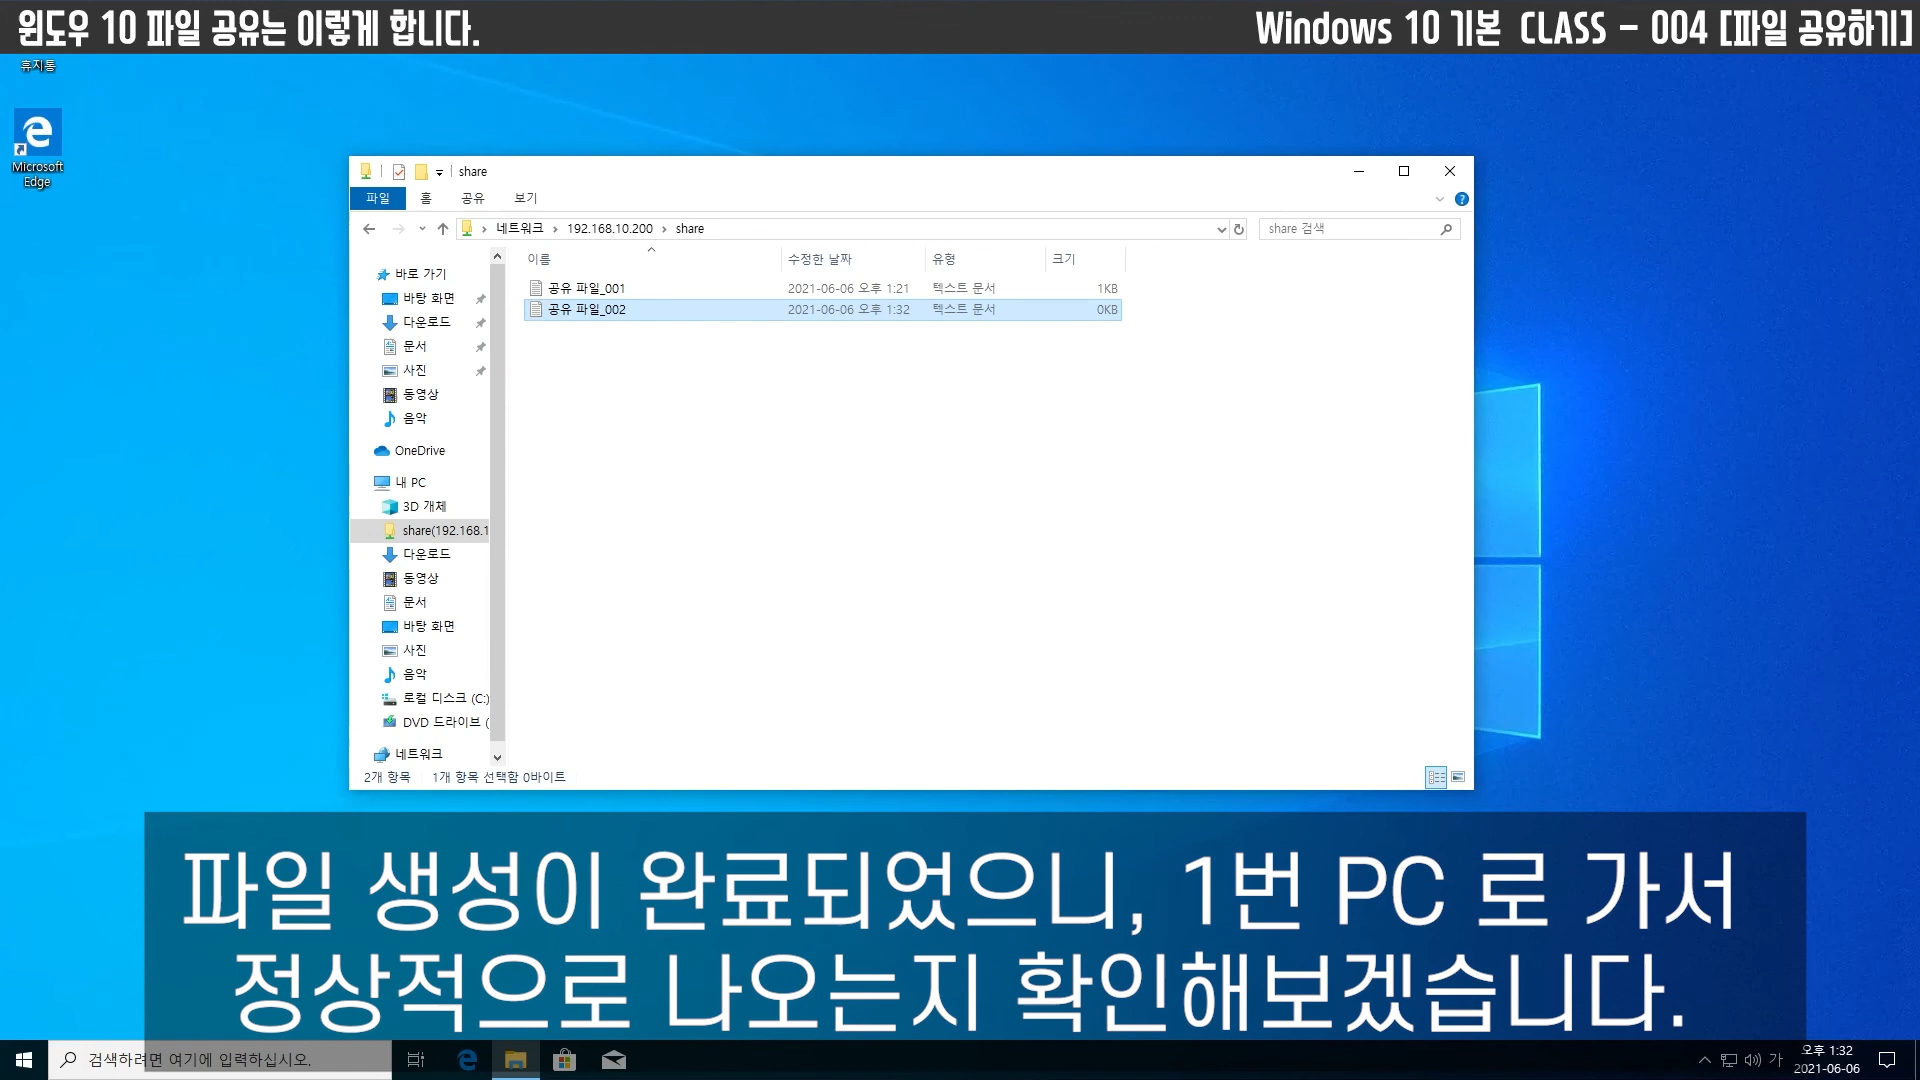 윈도우 10 파일 공유는 이렇게 합니다.
Windows 10 기본 CLASS - 004 [파일 공유하기]
휴지통
Microsoft
Edge
share
파일 홈 공유 보기
네트워크 192.168.10.200 share
share 검색
이름 수정한 날짜 유형 크기
공유 파일_001 2021-06-06 오후 1:21 텍스트 문서 1KB
공유 파일_002 2021-06-06 오후 1:32 텍스트 문서 0KB
바로 가기
바탕 화면
다운로드
문서
사진
동영상
음악
OneDrive
내 PC
3D 개체
share(192.168.1
다운로드
동영상
문서
바탕 화면
사진
음악
로컬 디스크 (C:)
DVD 드라이브 (
네트워크
2개 항목 1개 항목 선택함 0바이트
파일 생성이 완료되었으니, 1번 PC 로 가서
정상적으로 나오는지 확인해보겠습니다.
검색하려면 여기에 입력하십시오.
가
오후 1:32
2021-06-06